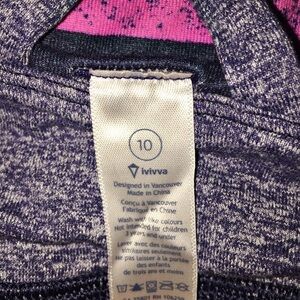 10
ivivva
Designed in Vancouver
Made in China
Conçu à Vancouver
Fabriqué en Chine
Wash with like colours
Not intended for children
3 years and under
Laver avec des couleurs
similaires seulement
Ne pas laisser à la portée
des enfants
de trois ans et moins